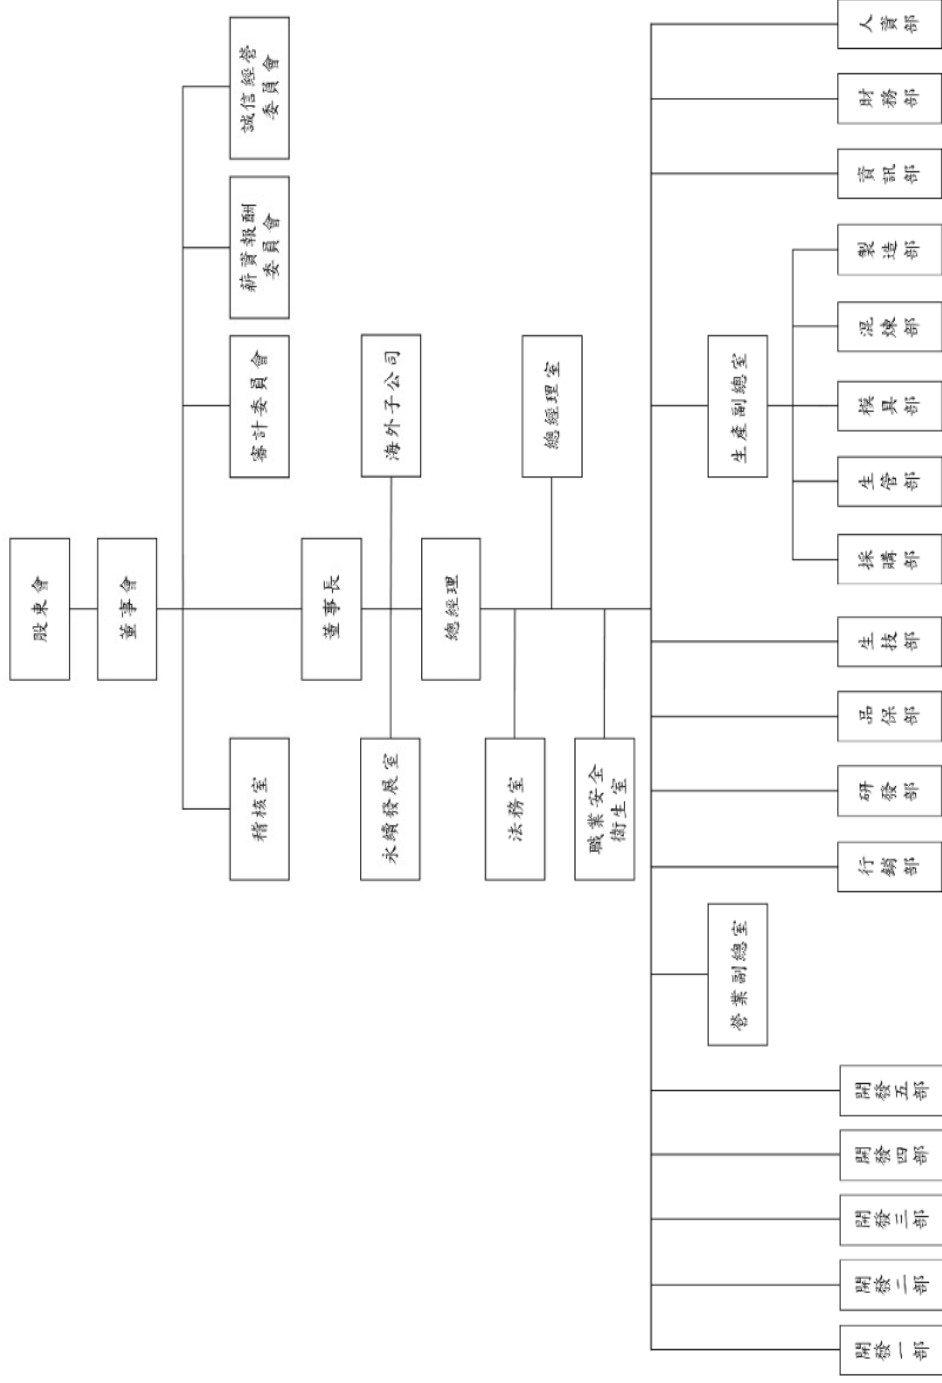 股東會
董事會
稽核室
審計委員會
薪資報酬
委員會
誠信經營
委員會
董事長
永續發展室
海外子公司
總經理
法務室
總經理室
職業安全
衛生室
營業副總室
生產副總室
開發一部
開發二部
開發三部
開發四部
開發五部
行銷部
研發部
品保部
生技部
採購部
生管部
模具部
混煉部
製造部
資訊部
財務部
人資部